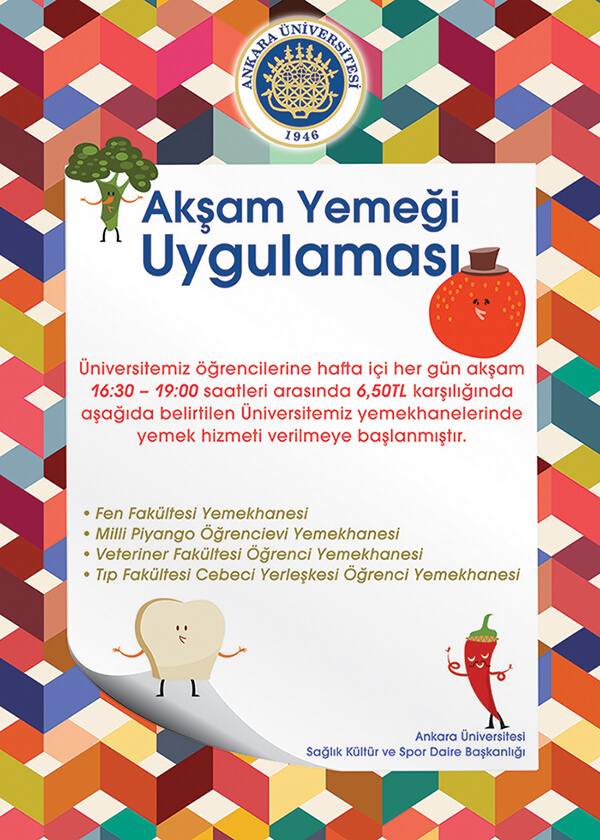 ANKARA ÜNİVERSİTESİ
1946
Akşam Yemeği
Uygulaması
Üniversitemiz öğrencilerine hafta içi her gün akşam
16:30 – 19:00 saatleri arasında 6,50TL karşılığında
aşağıda belirtilen Üniversitemiz yemekhanelerinde
yemek hizmeti verilmeye başlanmıştır.
• Fen Fakültesi Yemekhanesi
• Milli Piyango Öğrencievi Yemekhanesi
• Veteriner Fakültesi Öğrenci Yemekhanesi
• Tıp Fakültesi Cebeci Yerleşkesi Öğrenci Yemekhanesi
Ankara Üniversitesi
Sağlık Kültür ve Spor Daire Başkanlığı